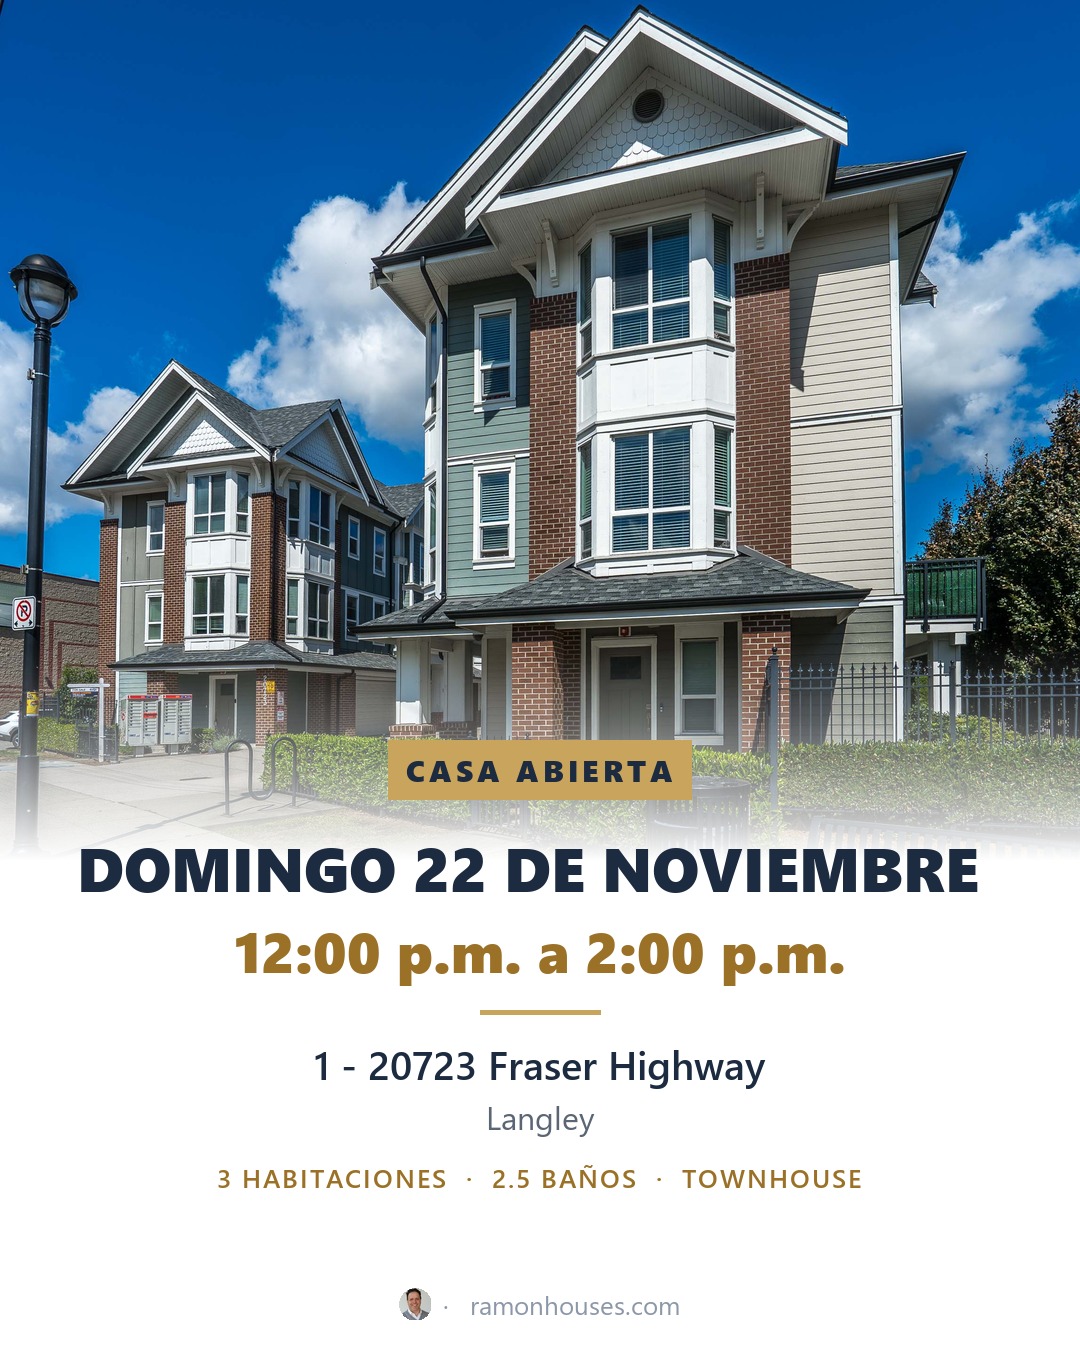 CASA ABIERTA
DOMINGO 22 DE NOVIEMBRE
12:00 p.m. a 2:00 p.m.
1 - 20723 Fraser Highway
Langley
3 HABITACIONES · 2.5 BAÑOS · TOWNHOUSE
· ramonhouses.com